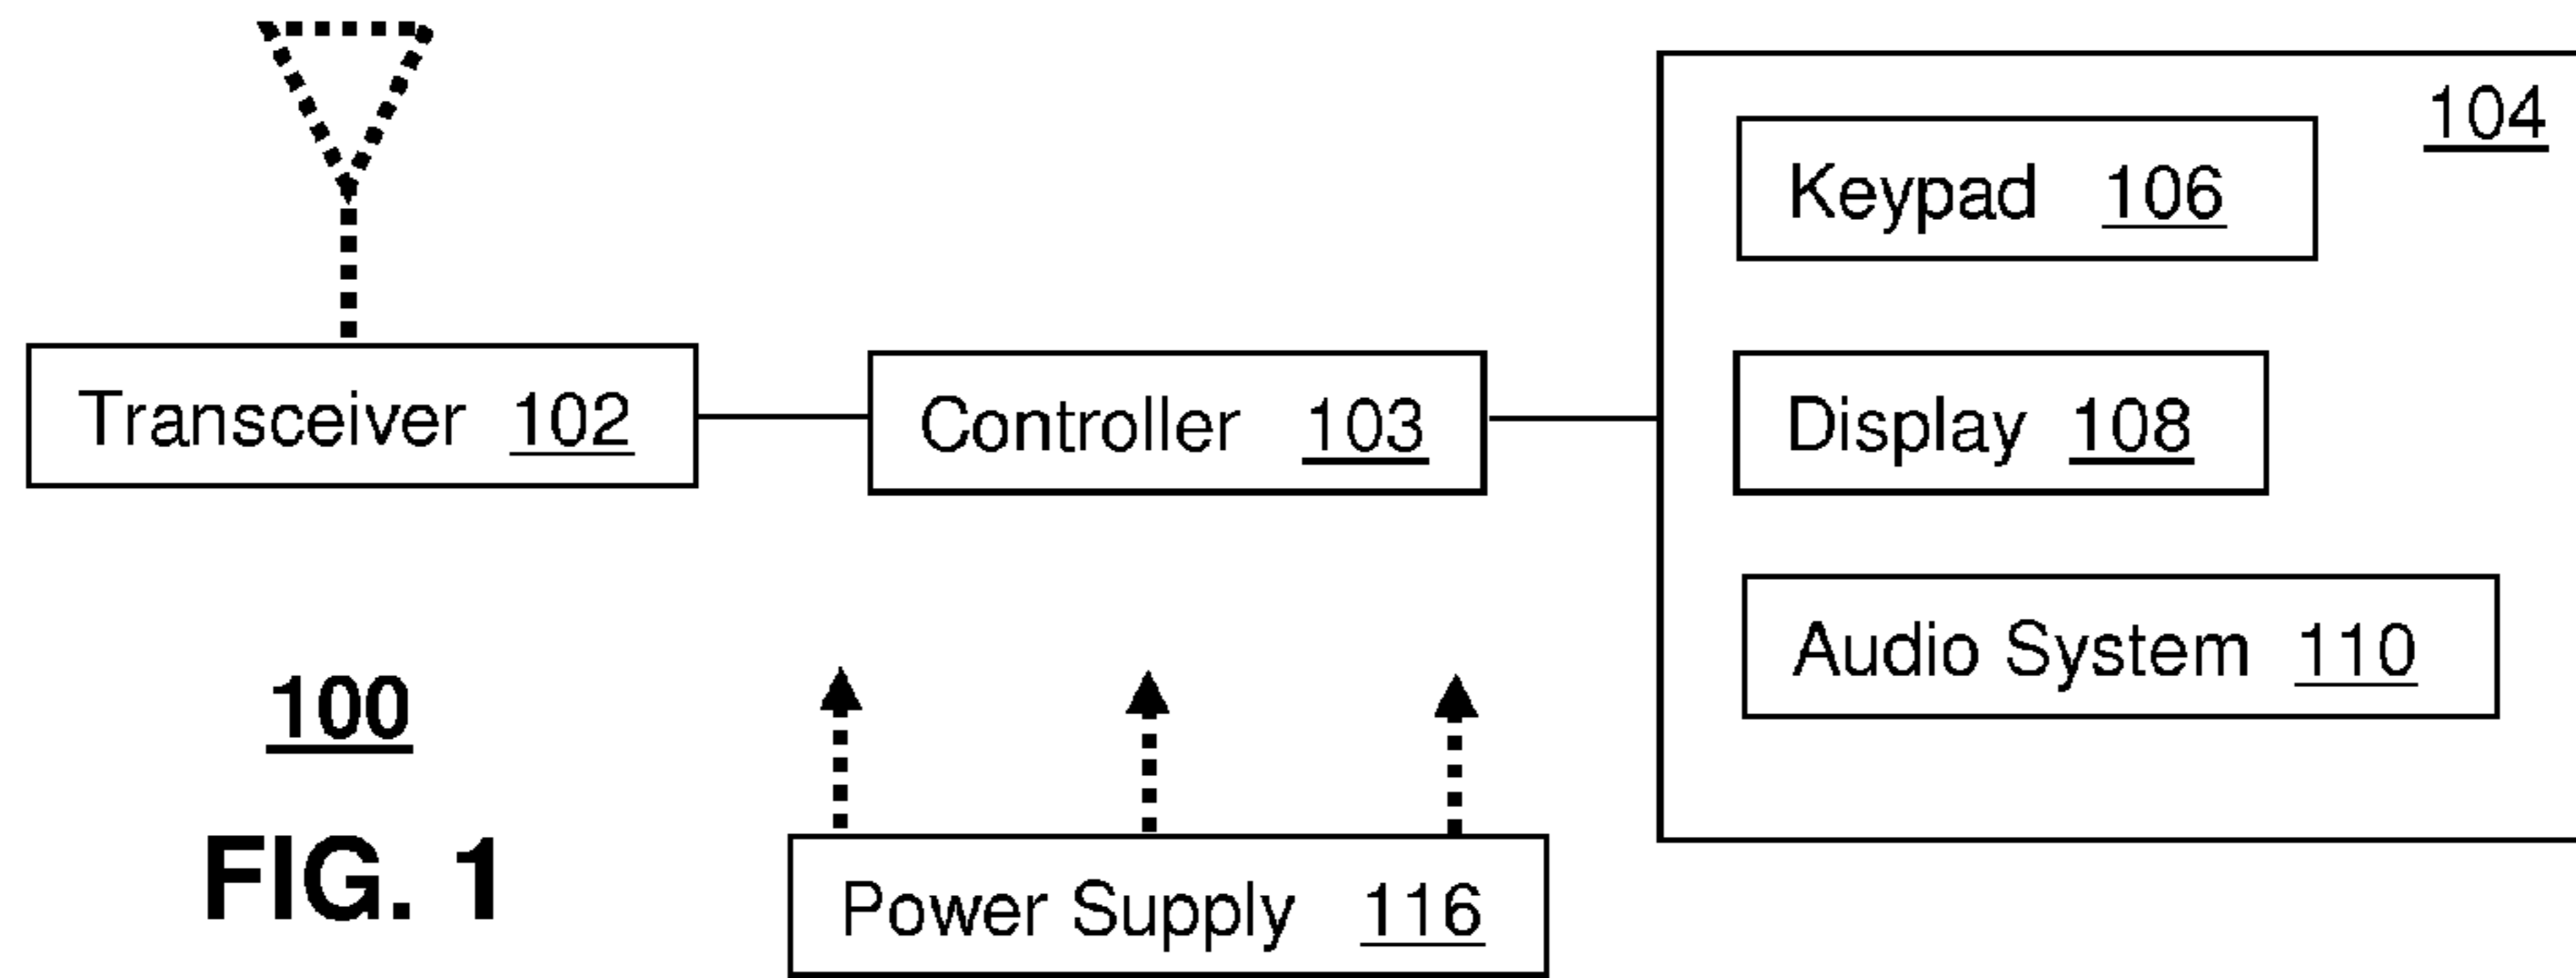 104
Keypad 106
Transceiver 102
Controller 103
Display 108
Audio System 110
100
FIG. 1
Power Supply 116